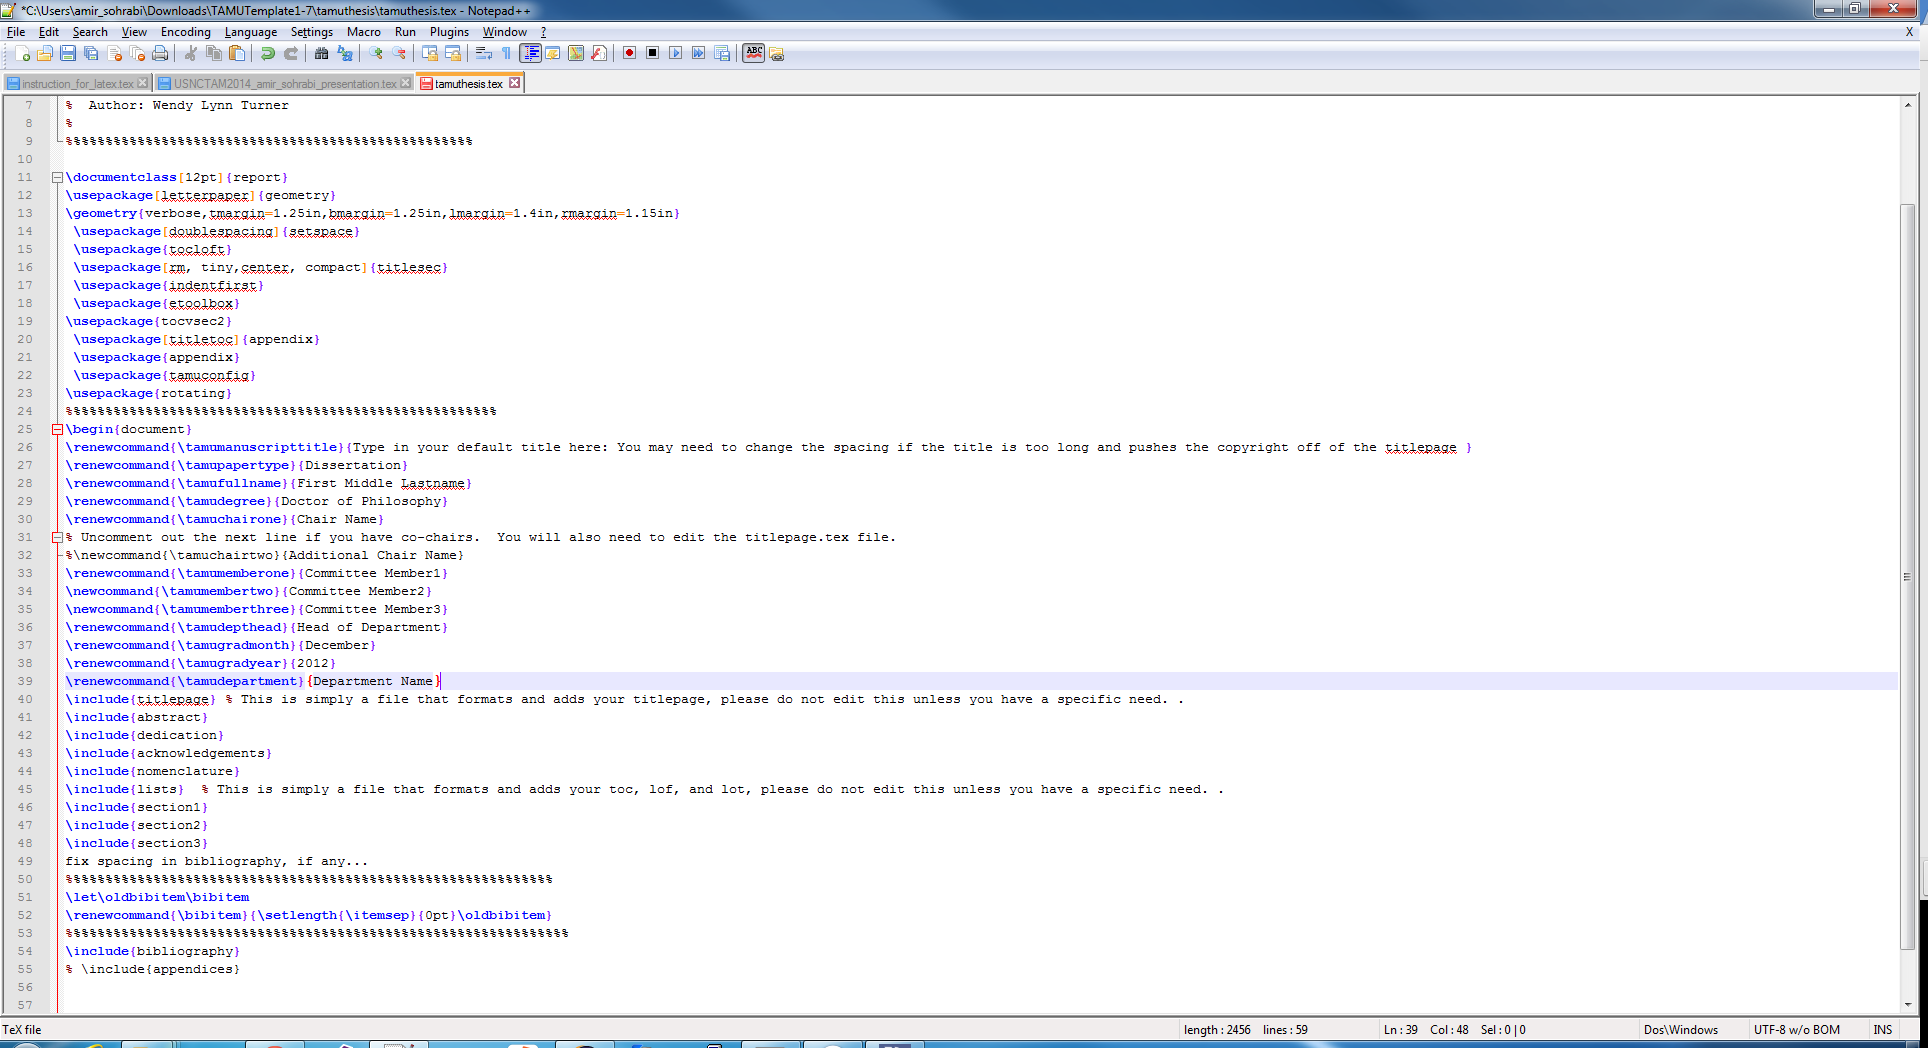 *C:\Users\amir_sohrabi\Downloads\TAMUTemplate1-7\tamuthesis\tamuthesis.tex - Notepad++
File Edit Search View Encoding Language Settings Macro Run Plugins Window ? X
instruction_for_latex.tex USNCTAM2014_amir_sohrabi_presentation.tex tamuthesis.tex
7 % Author: Wendy Lynn Turner
8 %
9 %%%%%%%%%%%%%%%%%%%%%%%%%%%%%%%%%%%%%%%%%%%%%%%%%%%
10
11 \documentclass[12pt]{report}
12 \usepackage[letterpaper]{geometry}
13 \geometry{verbose,tmargin=1.25in,bmargin=1.25in,lmargin=1.4in,rmargin=1.15in}
14 \usepackage[doublespacing]{setspace}
15 \usepackage{tocloft}
16 \usepackage[rm, tiny,center, compact]{titlesec}
17 \usepackage{indentfirst}
18 \usepackage{etoolbox}
19 \usepackage{tocvsec2}
20 \usepackage[titletoc]{appendix}
21 \usepackage{appendix}
22 \usepackage{tamuconfig}
23 \usepackage{rotating}
24 %%%%%%%%%%%%%%%%%%%%%%%%%%%%%%%%%%%%%%%%%%%%%%%%%%%%%%
25 \begin{document}
26 \renewcommand{\tamumanuscripttitle}{Type in your default title here: You may need to change the spacing if the title is too long and pushes the copyright off of the titlepage }
27 \renewcommand{\tamupapertype}{Dissertation}
28 \renewcommand{\tamufullname}{First Middle Lastname}
29 \renewcommand{\tamudegree}{Doctor of Philosophy}
30 \renewcommand{\tamuchairone}{Chair Name}
31 % Uncomment out the next line if you have co-chairs.  You will also need to edit the titlepage.tex file.
32 %\newcommand{\tamuchairtwo}{Additional Chair Name}
33 \renewcommand{\tamumemberone}{Committee Member1}
34 \newcommand{\tamumembertwo}{Committee Member2}
35 \newcommand{\tamumemberthree}{Committee Member3}
36 \renewcommand{\tamudepthead}{Head of Department}
37 \renewcommand{\tamugradmonth}{December}
38 \renewcommand{\tamugradyear}{2012}
39 \renewcommand{\tamudepartment}{Department Name}
40 \include{titlepage} % This is simply a file that formats and adds your titlepage, please do not edit this unless you have a specific need. .
41 \include{abstract}
42 \include{dedication}
43 \include{acknowledgements}
44 \include{nomenclature}
45 \include{lists}  % This is simply a file that formats and adds your toc, lof, and lot, please do not edit this unless you have a specific need. .
46 \include{section1}
47 \include{section2}
48 \include{section3}
49 fix spacing in bibliography, if any...
50 %%%%%%%%%%%%%%%%%%%%%%%%%%%%%%%%%%%%%%%%%%%%%%%%%%%%%%%%%%%%%
51 \let\oldbibitem\bibitem
52 \renewcommand{\bibitem}{\setlength{\itemsep}{0pt}\oldbibitem}
53 %%%%%%%%%%%%%%%%%%%%%%%%%%%%%%%%%%%%%%%%%%%%%%%%%%%%%%%%%%%%%%%
54 \include{bibliography}
55 % \include{appendices}
56
57
TeX file length : 2456 lines : 59 Ln : 39 Col : 48 Sel : 0 | 0 Dos\Windows UTF-8 w/o BOM INS